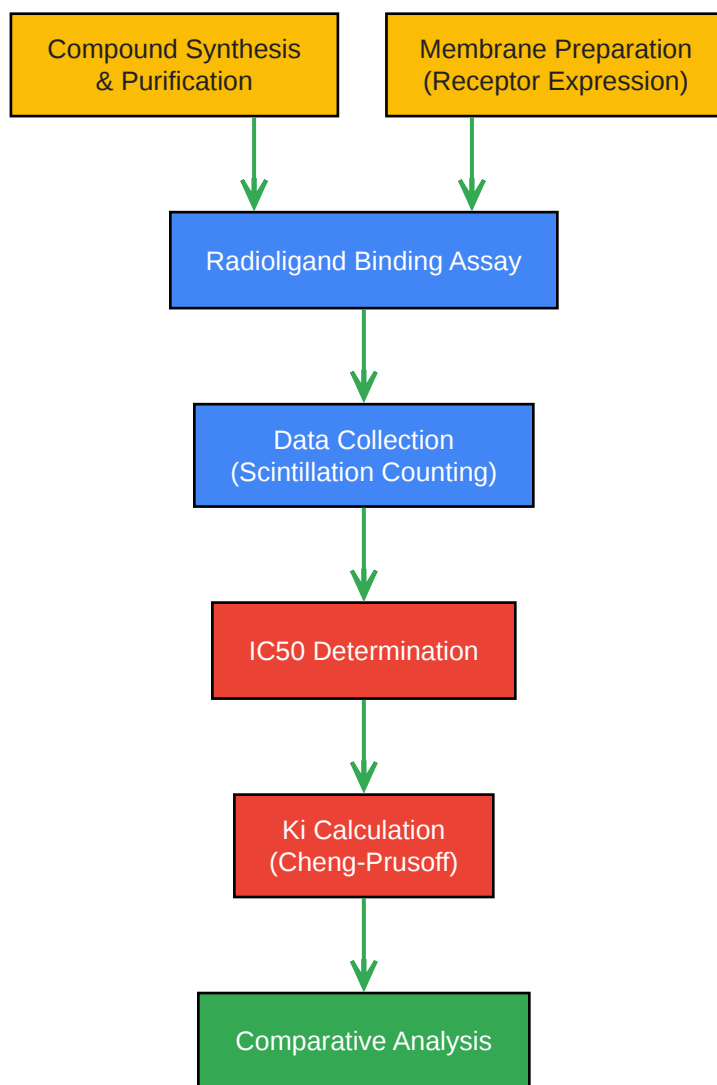 Compound Synthesis
& Purification
Membrane Preparation
(Receptor Expression)
Radioligand Binding Assay
Data Collection
(Scintillation Counting)
IC50 Determination
Ki Calculation
(Cheng-Prusoff)
Comparative Analysis